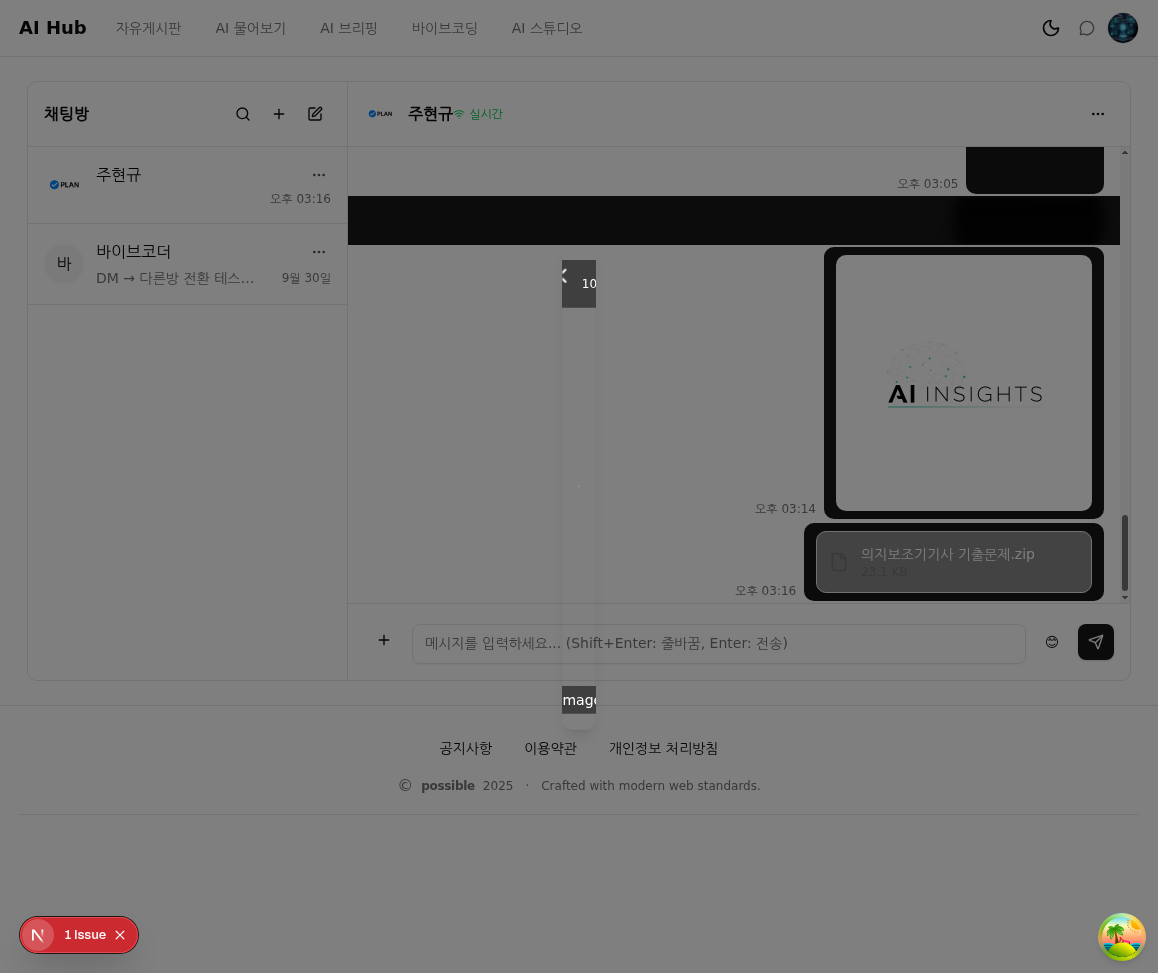 AI Hub
자유게시판
AI 물어보기
AI 브리핑
바이브코딩
AI 스튜디오
채팅방
PLAN
주현규
실시간
PLAN
주현규
오후 03:16
바
바이브코더
DM → 다른방 전환 테스...
9월 30일
오후 03:05
10
AI INSIGHTS
오후 03:14
의지보조기기사 기출문제.zip
23.1 KB
오후 03:16
메시지를 입력하세요... (Shift+Enter: 줄바꿈, Enter: 전송)
공지사항
이용약관
개인정보 처리방침
© possible 2025 · Crafted with modern web standards.
N 1 Issue